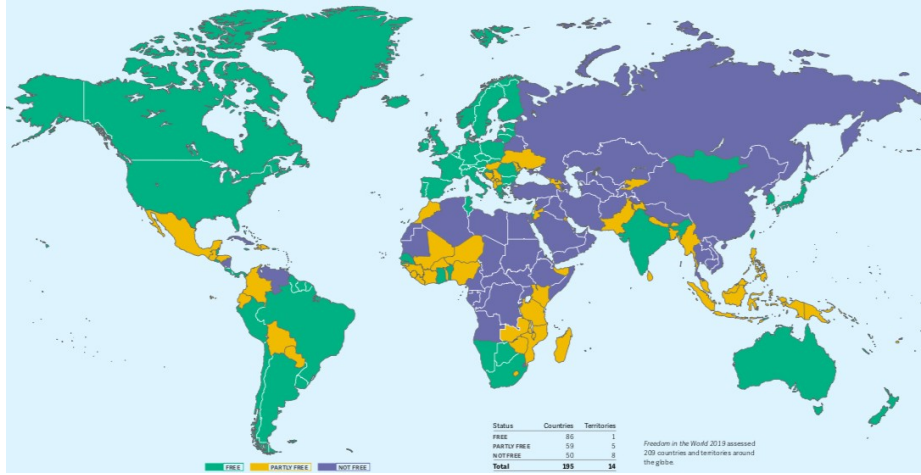 Status Countries Territories
FREE 86 1
PARTLY FREE 59 5
NOT FREE 50 8
Total 195 14
Freedom in the World 2019 assessed
209 countries and territories around
the globe.
FREE PARTLY FREE NOT FREE